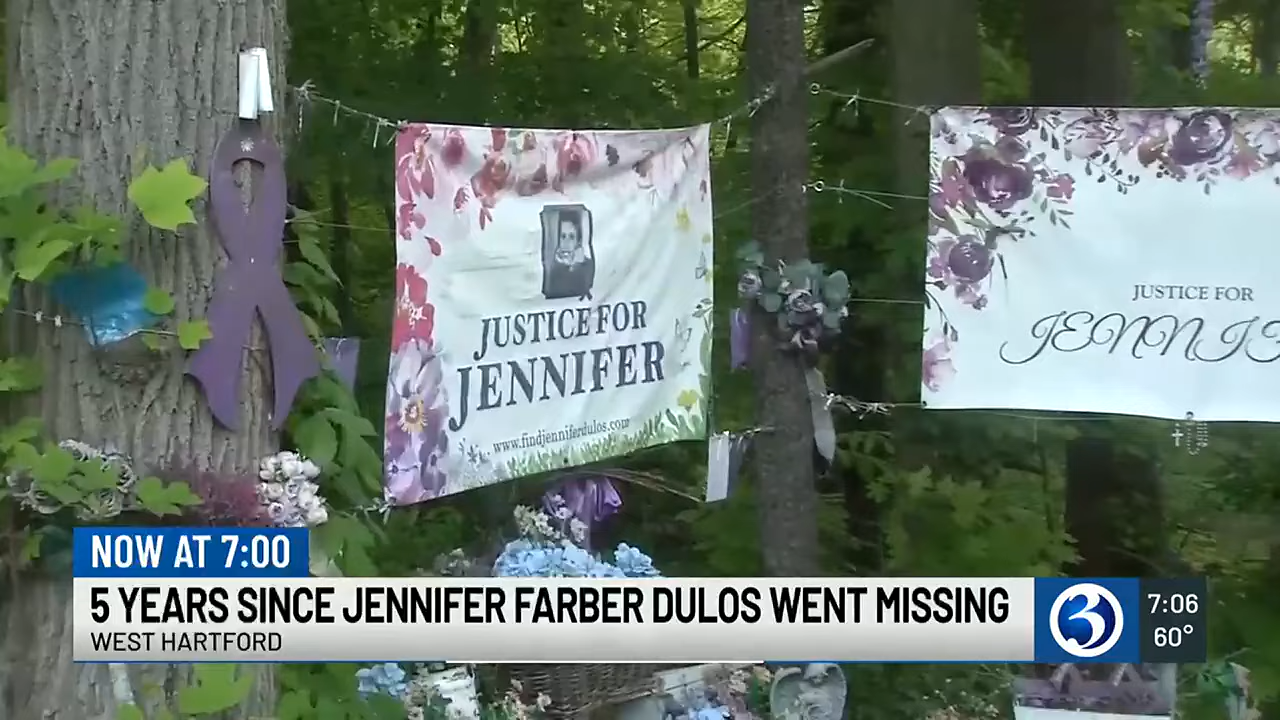 JUSTICE FOR
JENNIFER
www.findjenniferdulos.com
JUSTICE FOR
JENNIF
NOW AT 7:00
5 YEARS SINCE JENNIFER FARBER DULOS WENT MISSING
WEST HARTFORD
3
7:06
60°